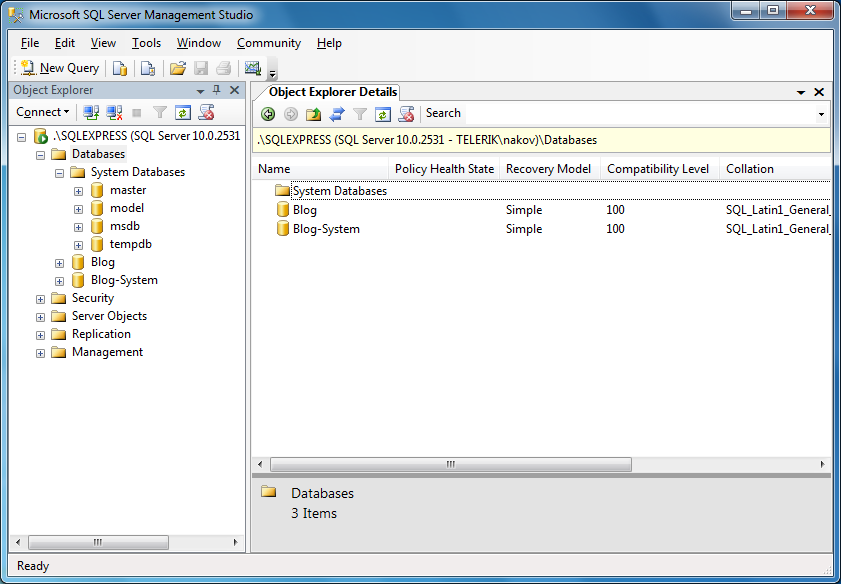 Microsoft SQL Server Management Studio
File Edit View Tools Window Community Help
New Query
Object Explorer
Connect
.\SQLEXPRESS (SQL Server 10.0.2531
Databases
System Databases
master
model
msdb
tempdb
Blog
Blog-System
Security
Server Objects
Replication
Management
Object Explorer Details
Search
.\SQLEXPRESS (SQL Server 10.0.2531 - TELERIK\nakov)\Databases
Name Policy Health State Recovery Model Compatibility Level Collation
System Databases
Blog Simple 100 SQL_Latin1_General_
Blog-System Simple 100 SQL_Latin1_General_
Databases
3 Items
Ready